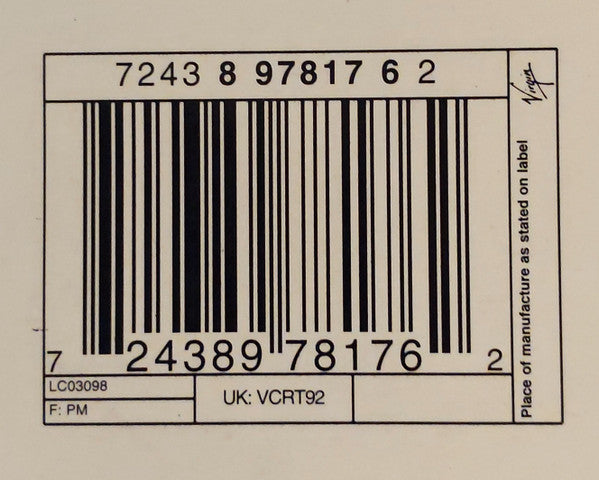 7243 8 97817 6 2
Virgin
7 24389 78176 2
LC03098
F: PM
UK: VCRT92
Place of manufacture as stated on label